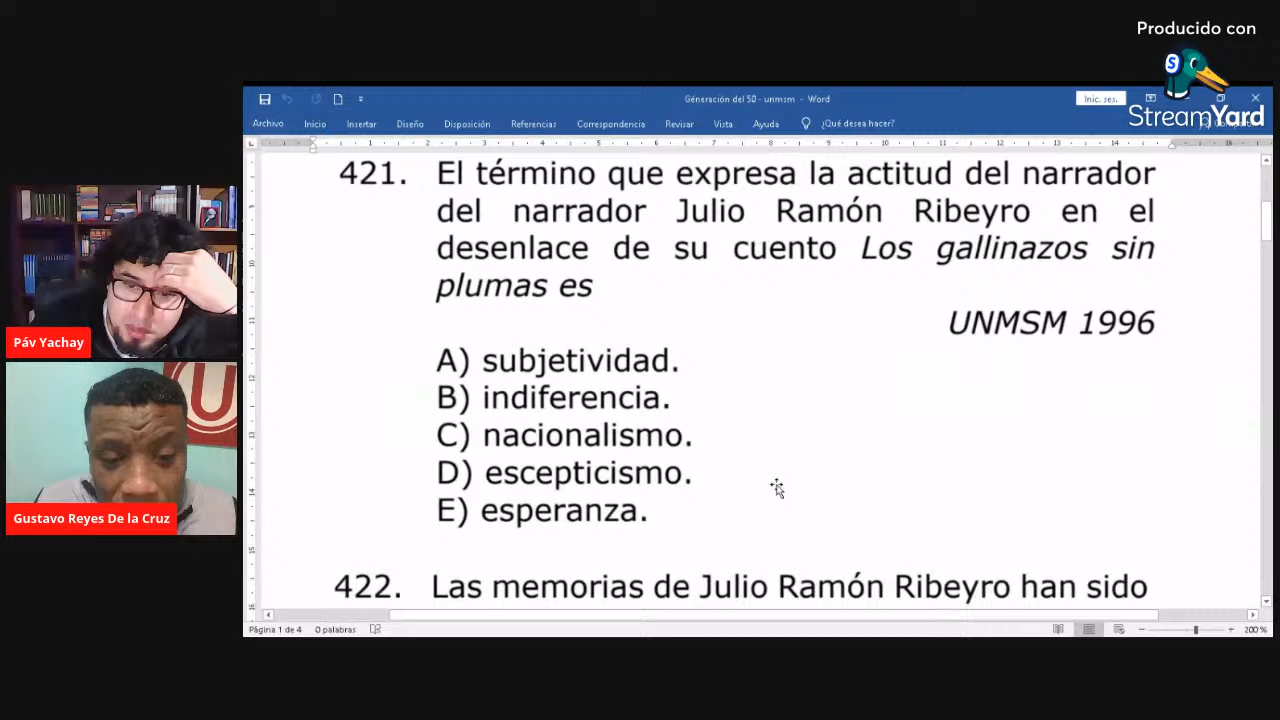 Producido con
StreamYard
Géneración del 50 - unmsm - Word
Inic. ses.
Archivo Inicio Insertar Diseño Disposición Referencias Correspondencia Revisar Vista Ayuda ¿Qué desea hacer?
421. El término que expresa la actitud del narrador
del narrador Julio Ramón Ribeyro en el
desenlace de su cuento Los gallinazos sin
plumas es
UNMSM 1996
A) subjetividad.
B) indiferencia.
C) nacionalismo.
D) escepticismo.
E) esperanza.
422. Las memorias de Julio Ramón Ribeyro han sido
Página 1 de 4 0 palabras
200 %
Páv Yachay
U
Gustavo Reyes De la Cruz